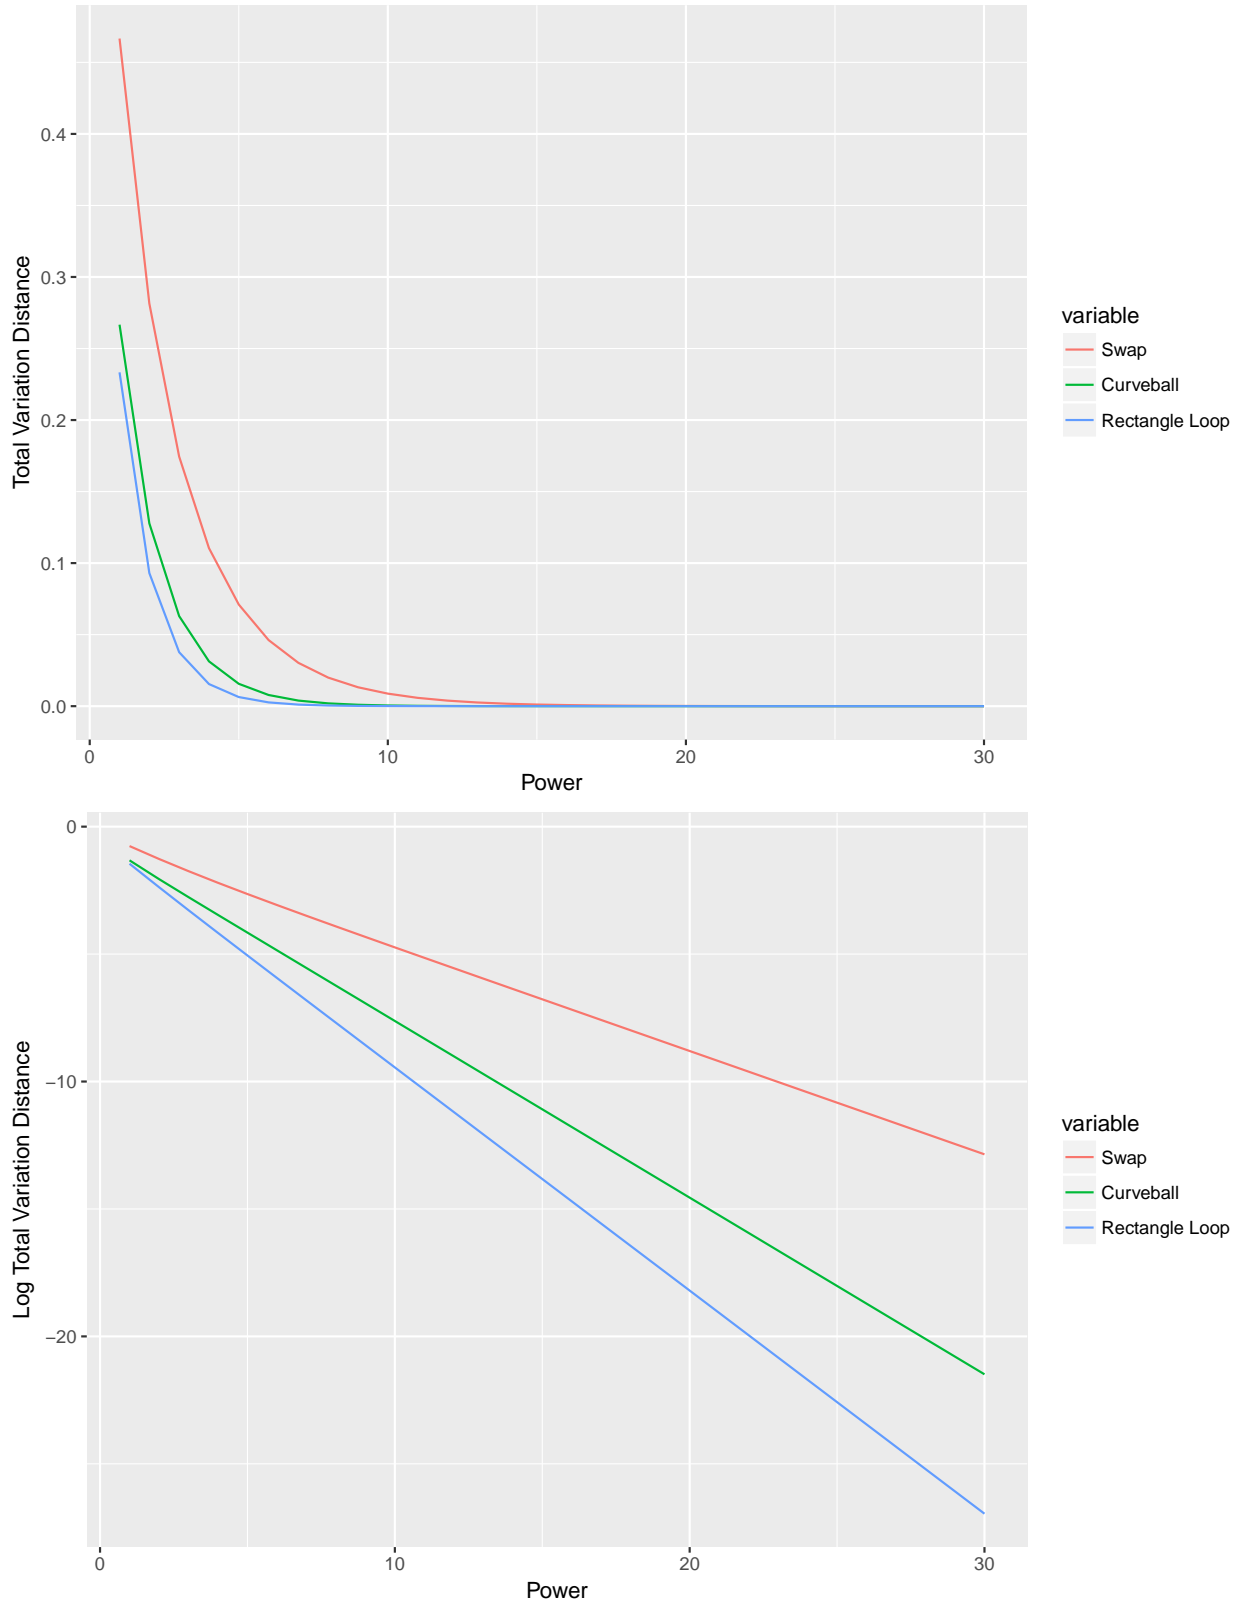 Total Variation Distance
0.4
0.3
0.2
0.1
0.0
0 10 20 30
Power
variable
Swap
Curveball
Rectangle Loop
Log Total Variation Distance
0
−10
−20
0 10 20 30
Power
variable
Swap
Curveball
Rectangle Loop